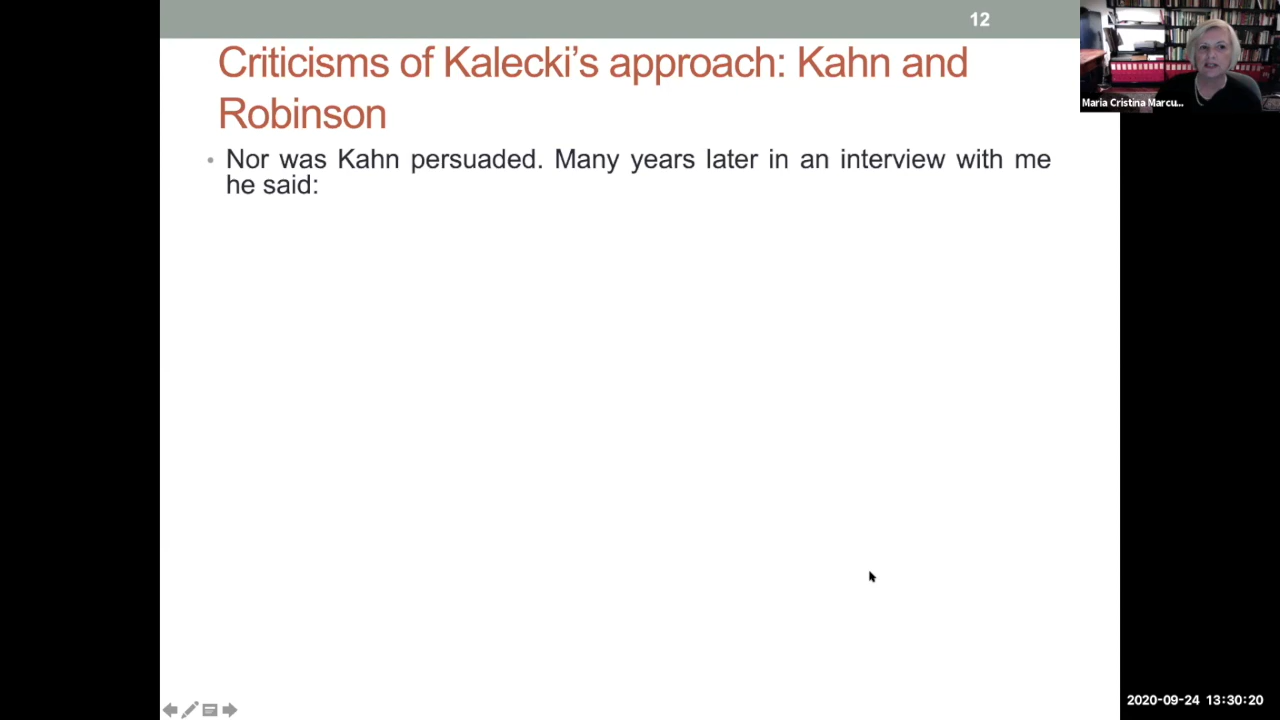 12
Criticisms of Kalecki’s approach: Kahn and
Robinson
• Nor was Kahn persuaded. Many years later in an interview with me
he said:
Maria Cristina Marcu...
2020-09-24 13:30:20